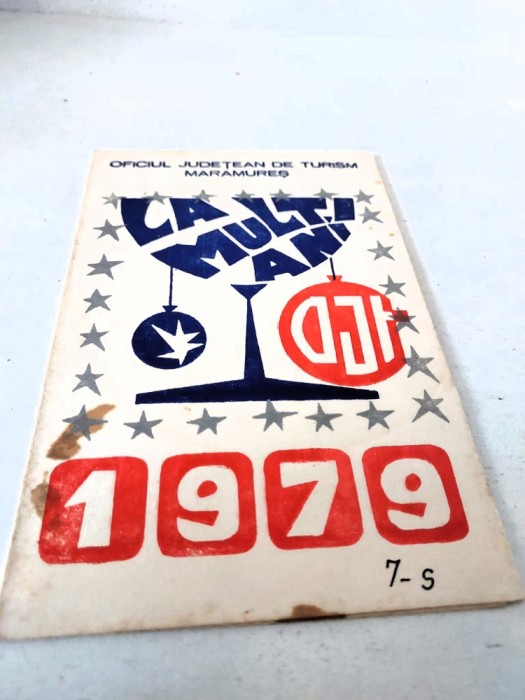 OFICIUL JUDEȚEAN DE TURISM
MARAMUREȘ
LA
MULȚI
ANI
OJT
1979
7-s